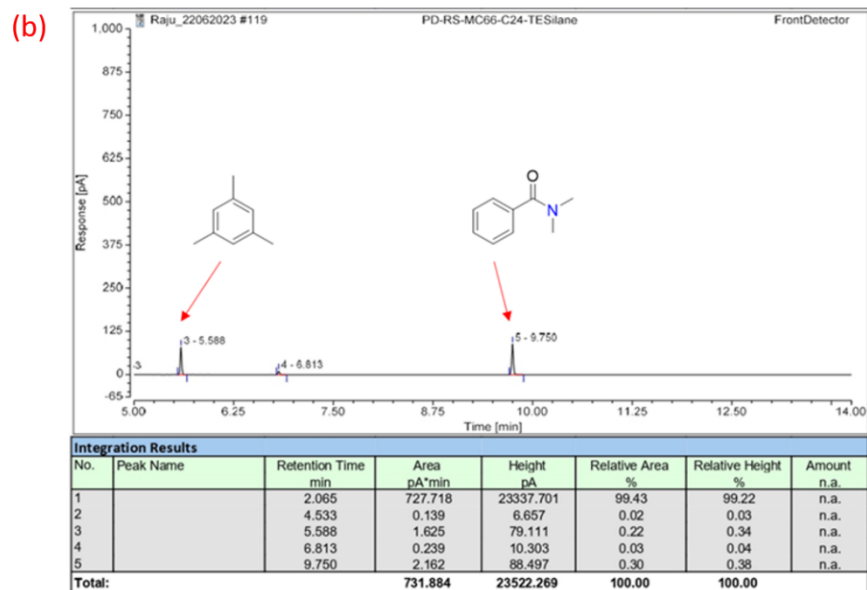 (b)
Raju_22062023 #119 PD-RS-MC66-C24-TESilane FrontDetector
1,000
875
750
625
500
375
250
125
0
-65
Response [pA]
O
N
3 - 5.588
4 - 6.813
5 - 9.750
-3
5.00 6.25 7.50 8.75 10.00 11.25 12.50 14.00
Time [min]
Integration Results
No. Peak Name Retention Time Area Height Relative Area Relative Height Amount
min pA*min pA % % n.a.
1 2.065 727.718 23337.701 99.43 99.22 n.a.
2 4.533 0.139 6.657 0.02 0.03 n.a.
3 5.588 1.625 79.111 0.22 0.34 n.a.
4 6.813 0.239 10.303 0.03 0.04 n.a.
5 9.750 2.162 88.497 0.30 0.38 n.a.
Total: 731.884 23522.269 100.00 100.00